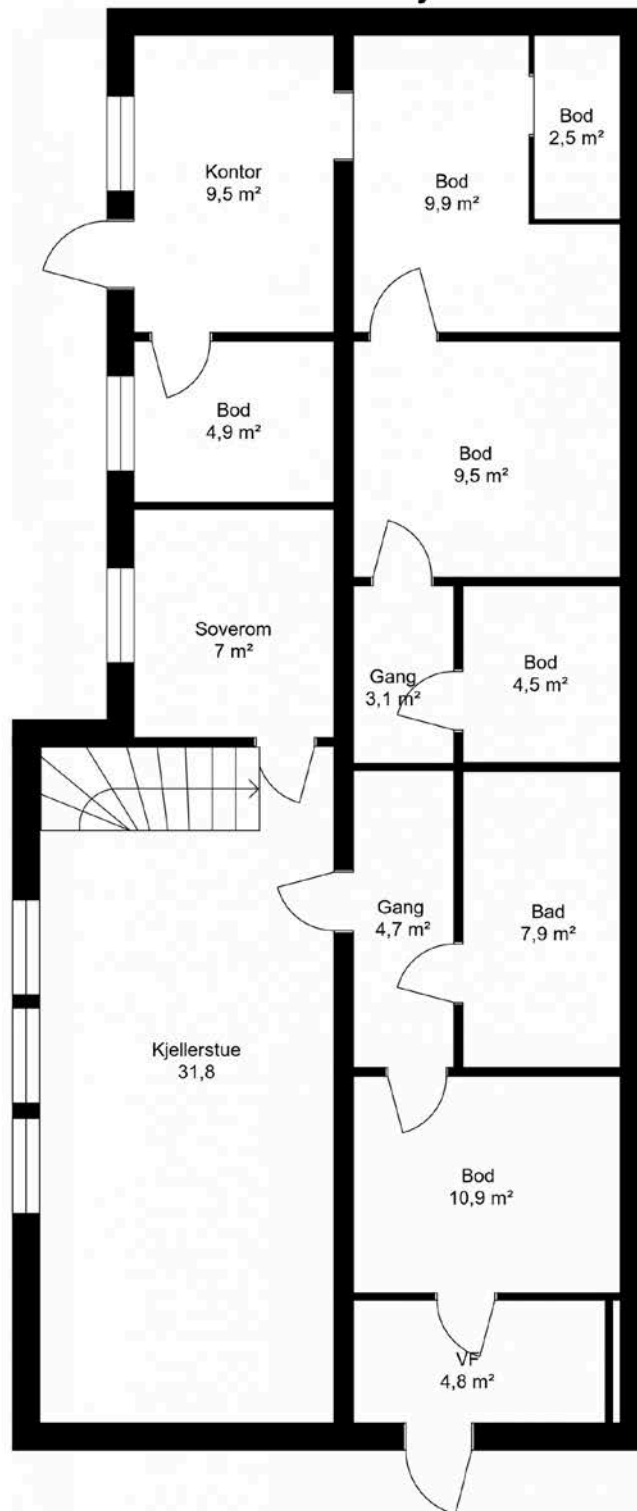 Bod
2,5 m²
Kontor
9,5 m²
Bod
9,9 m²
Bod
4,9 m²
Bod
9,5 m²
Soverom
7 m²
Gang
3,1 m²
Bod
4,5 m²
Gang
4,7 m²
Bad
7,9 m²
Kjellerstue
31,8
Bod
10,9 m²
VF
4,8 m²